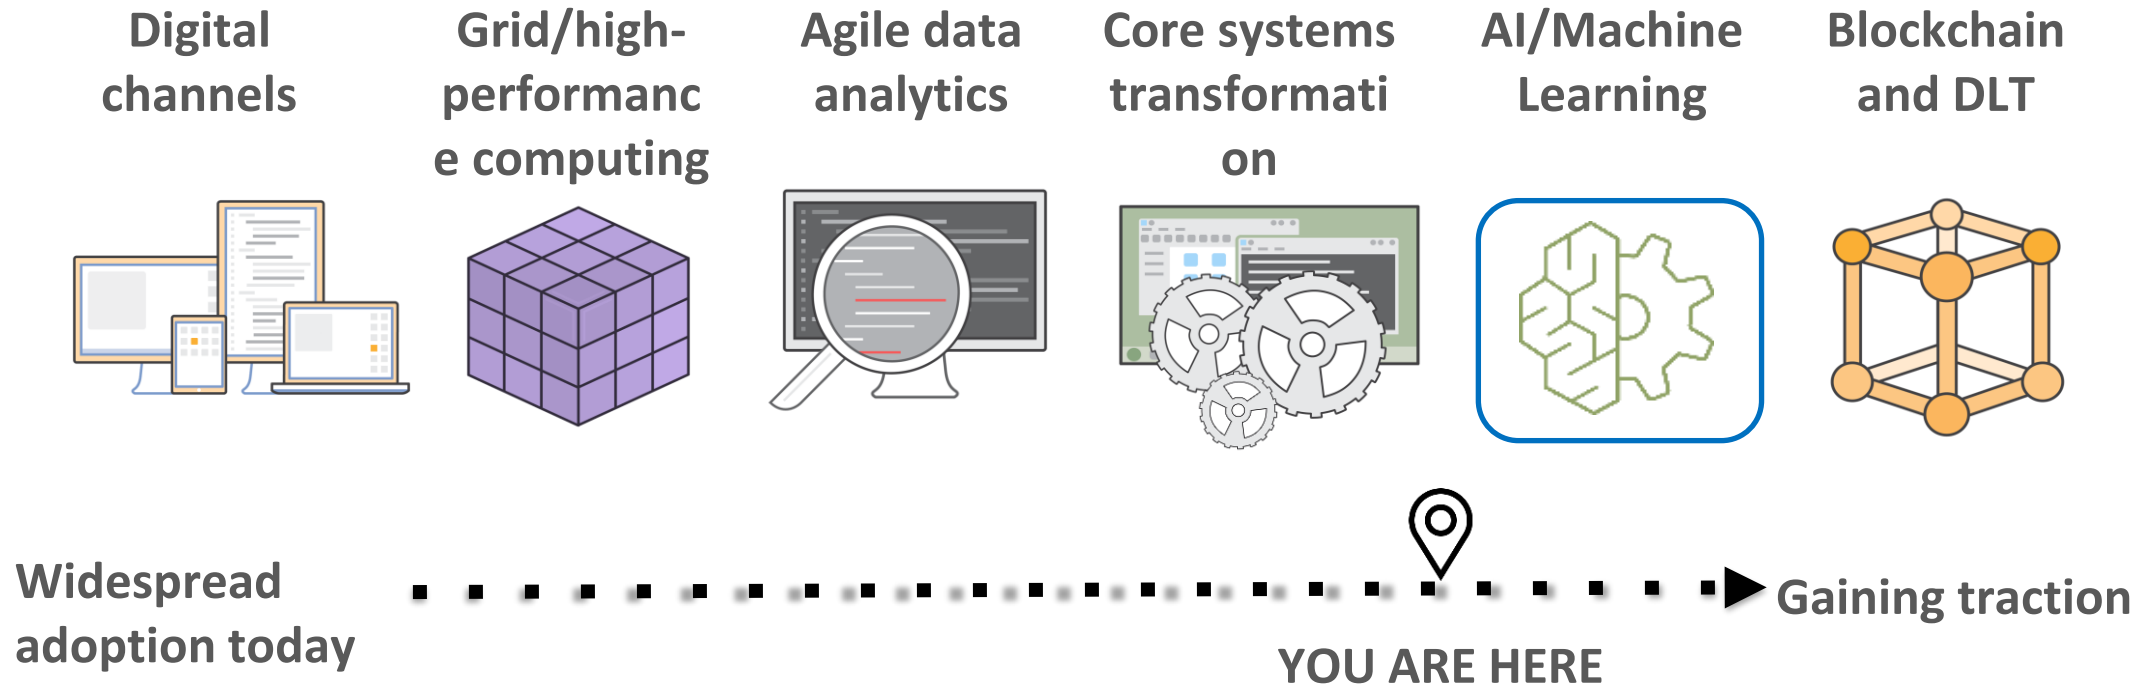 Digital
channels
Grid/high-
performanc
e computing
Agile data
analytics
Core systems
transformati
on
AI/Machine
Learning
Blockchain
and DLT
Widespread
adoption today
Gaining traction
YOU ARE HERE